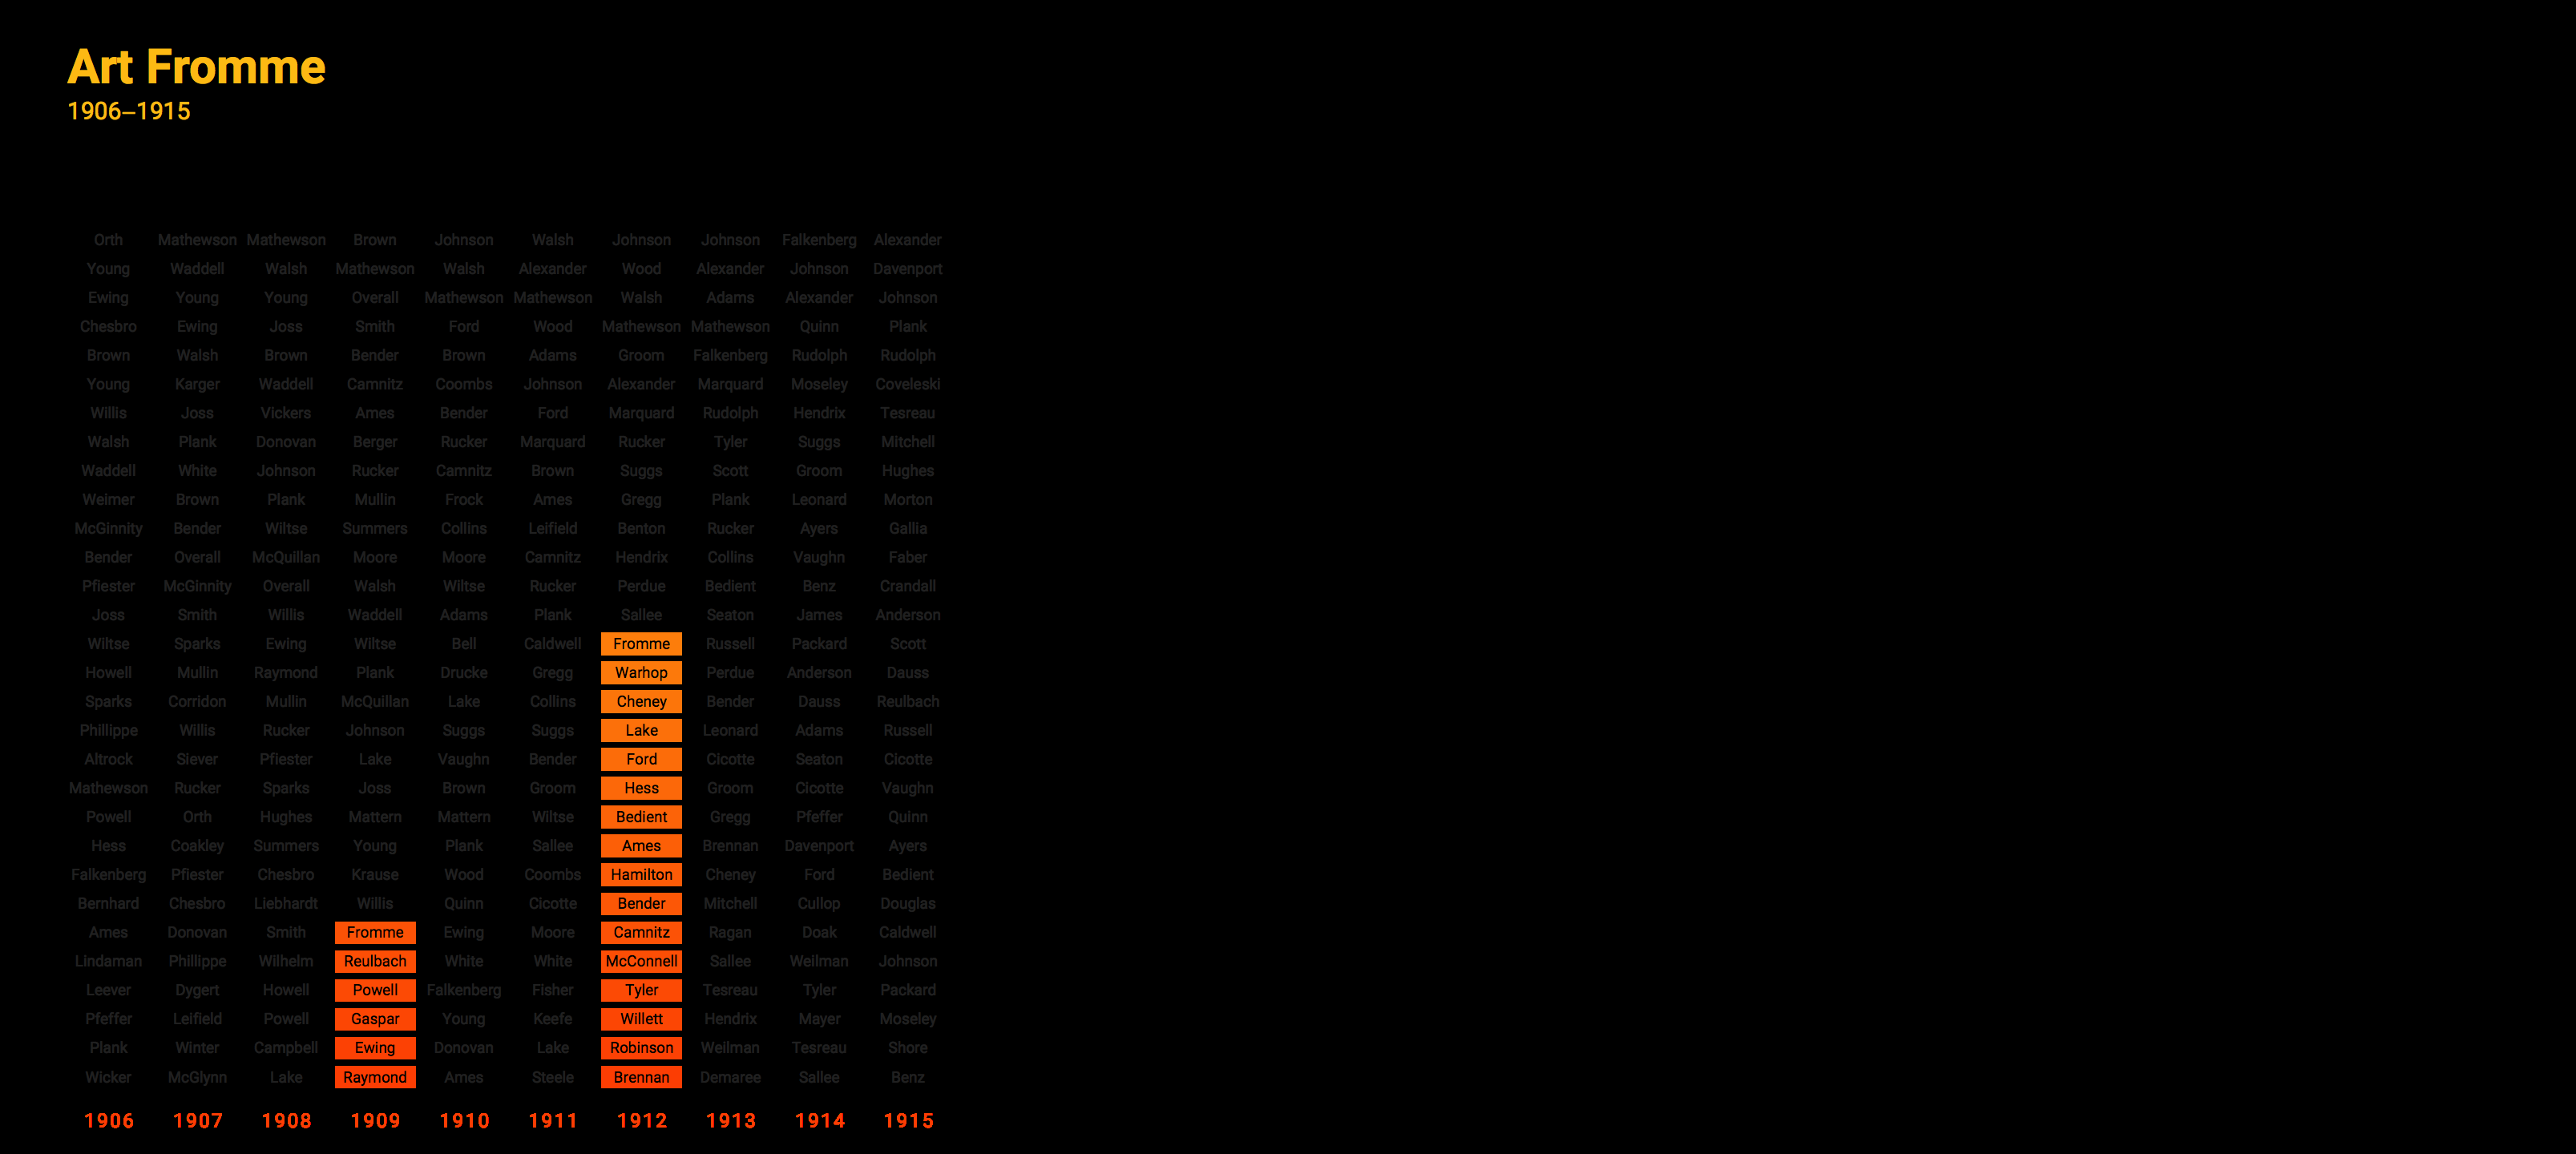 Art Fromme
1906–1915
Orth Mathewson Mathewson Brown Johnson Walsh Johnson Johnson Falkenberg Alexander
Young Waddell Walsh Mathewson Walsh Alexander Wood Alexander Johnson Davenport
Ewing Young Young Overall Mathewson Mathewson Walsh Adams Alexander Johnson
Chesbro Ewing Joss Smith Ford Wood Mathewson Mathewson Quinn Plank
Brown Walsh Brown Bender Brown Adams Groom Falkenberg Rudolph Rudolph
Young Karger Waddell Camnitz Coombs Johnson Alexander Marquard Moseley Coveleski
Willis Joss Vickers Ames Bender Ford Marquard Rudolph Hendrix Tesreau
Walsh Plank Donovan Berger Rucker Marquard Rucker Tyler Suggs Mitchell
Waddell White Johnson Rucker Camnitz Brown Suggs Scott Groom Hughes
Weimer Brown Plank Mullin Frock Ames Gregg Plank Leonard Morton
McGinnity Bender Wiltse Summers Collins Leifield Benton Rucker Ayers Gallia
Bender Overall McQuillan Moore Moore Camnitz Hendrix Collins Vaughn Faber
Pfiester McGinnity Overall Walsh Wiltse Rucker Perdue Bedient Benz Crandall
Joss Smith Willis Waddell Adams Plank Sallee Seaton James Anderson
Wiltse Sparks Ewing Wiltse Bell Caldwell Fromme Russell Packard Scott
Howell Mullin Raymond Plank Drucke Gregg Warhop Perdue Anderson Dauss
Sparks Corridon Mullin McQuillan Lake Collins Cheney Bender Dauss Reulbach
Phillippe Willis Rucker Johnson Suggs Suggs Lake Leonard Adams Russell
Altrock Siever Pfiester Lake Vaughn Bender Ford Cicotte Seaton Cicotte
Mathewson Rucker Sparks Joss Brown Groom Hess Groom Cicotte Vaughn
Powell Orth Hughes Mattern Mattern Wiltse Bedient Gregg Pfeffer Quinn
Hess Coakley Summers Young Plank Sallee Ames Brennan Davenport Ayers
Falkenberg Pfiester Chesbro Krause Wood Coombs Hamilton Cheney Ford Bedient
Bernhard Chesbro Liebhardt Willis Quinn Cicotte Bender Mitchell Cullop Douglas
Ames Donovan Smith Fromme Ewing Moore Camnitz Ragan Doak Caldwell
Lindaman Phillippe Wilhelm Reulbach White White McConnell Sallee Weilman Johnson
Leever Dygert Howell Powell Falkenberg Fisher Tyler Tesreau Tyler Packard
Pfeffer Leifield Powell Gaspar Young Keefe Willett Hendrix Mayer Moseley
Plank Winter Campbell Ewing Donovan Lake Robinson Weilman Tesreau Shore
Wicker McGlynn Lake Raymond Ames Steele Brennan Demaree Sallee Benz
1906 1907 1908 1909 1910 1911 1912 1913 1914 1915